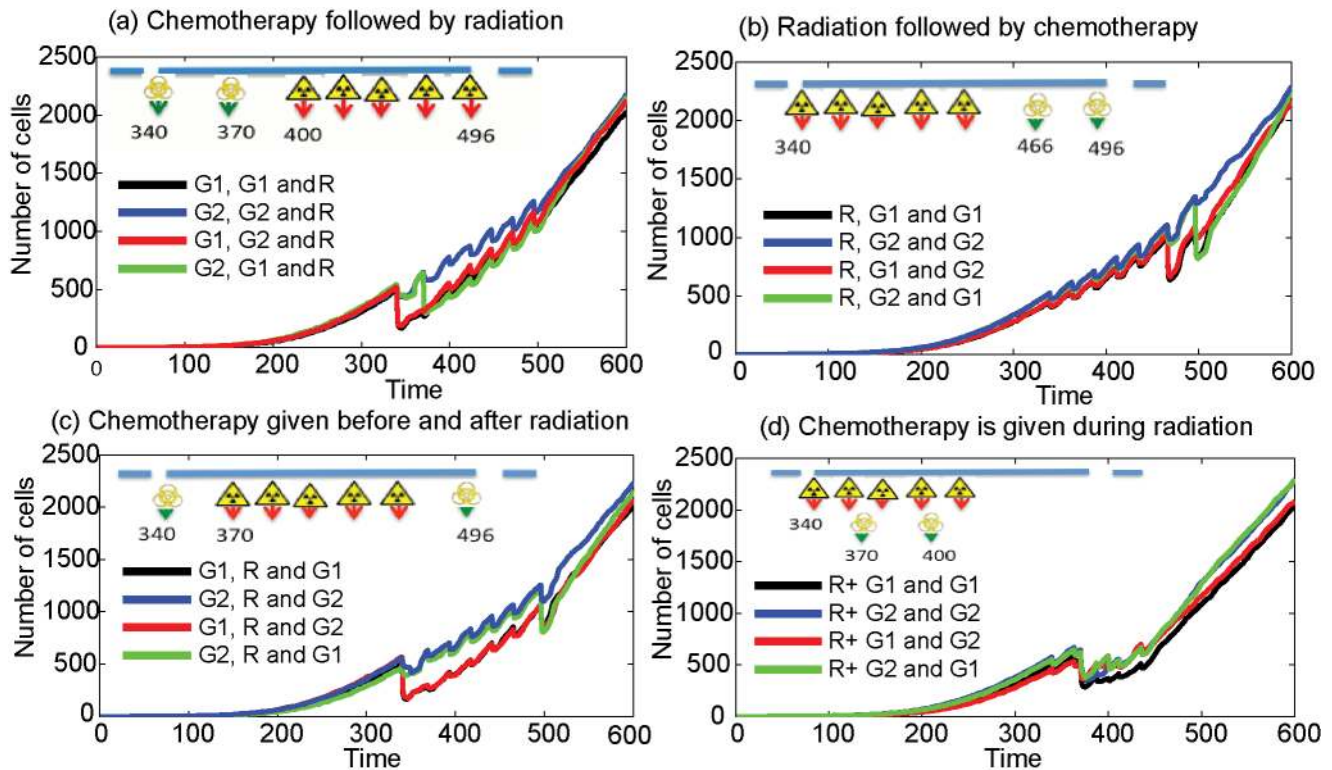 (a) Chemotherapy followed by radiation
2500
2000
1500
1000
500
0
Number of cells
340
370
400
496
G1, G1 and R
G2, G2 and R
G1, G2 and R
G2, G1 and R
0
100
200
300
400
500
600
Time
(b) Radiation followed by chemotherapy
2500
2000
1500
1000
500
0
Number of cells
340
466
496
R, G1 and G1
R, G2 and G2
R, G1 and G2
R, G2 and G1
0
100
200
300
400
500
600
Time
(c) Chemotherapy given before and after radiation
2500
2000
1500
1000
500
0
Number of cells
340
370
496
G1, R and G1
G2, R and G2
G1, R and G2
G2, R and G1
0
100
200
300
400
500
600
Time
(d) Chemotherapy is given during radiation
2500
2000
1500
1000
500
0
Number of cells
340
370
400
R+ G1 and G1
R+ G2 and G2
R+ G1 and G2
R+ G2 and G1
0
100
200
300
400
500
600
Time